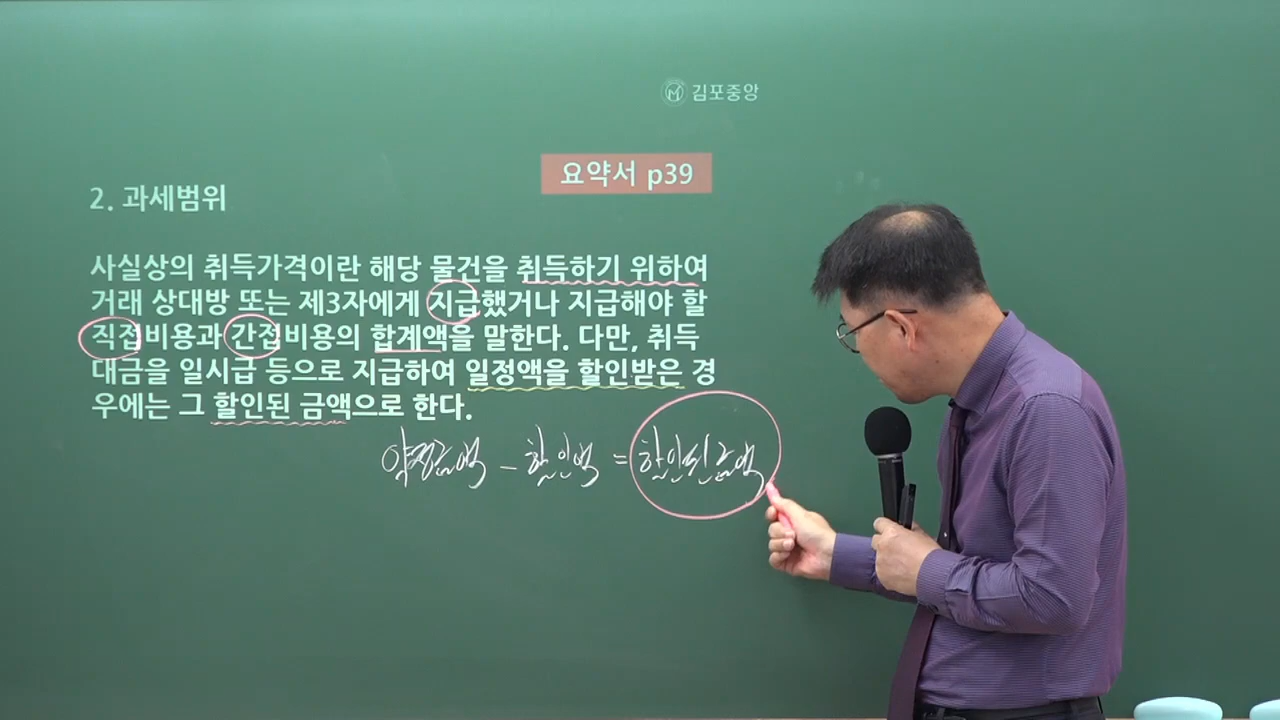 김포중앙
요약서 p39
2. 과세범위
사실상의 취득가격이란 해당 물건을 취득하기 위하여
거래 상대방 또는 제3자에게 지급했거나 지급해야 할
직접비용과 간접비용의 합계액을 말한다. 다만, 취득
대금을 일시급 등으로 지급하여 일정액을 할인받은 경
우에는 그 할인된 금액으로 한다.
약정금액 - 할인액 = 할인된금액